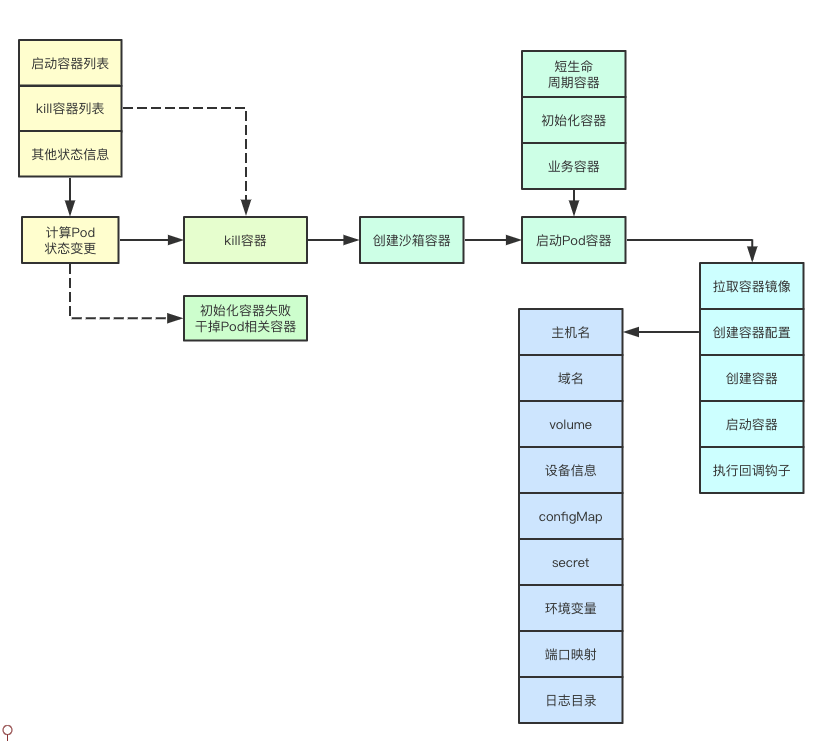 启动容器列表
kill容器列表
其他状态信息
计算Pod
状态变更
kill容器
初始化容器失败
干掉Pod相关容器
创建沙箱容器
短生命
周期容器
初始化容器
业务容器
启动Pod容器
拉取容器镜像
创建容器配置
创建容器
启动容器
执行回调钩子
主机名
域名
volume
设备信息
configMap
secret
环境变量
端口映射
日志目录